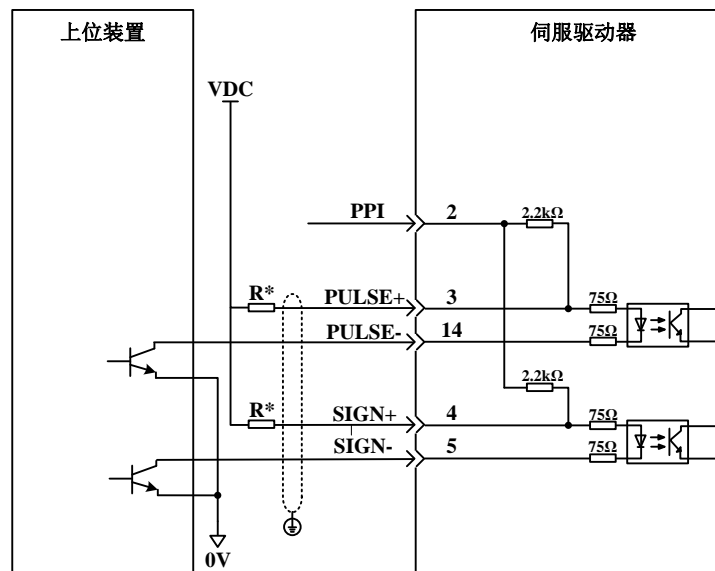 上位装置
伺服驱动器
VDC
PPI
2
2.2kΩ
R*
PULSE+
3
75Ω
PULSE-
14
75Ω
2.2kΩ
R*
SIGN+
4
75Ω
SIGN-
5
75Ω
0V